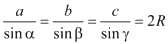 a/sin α = b/sin β = c/sin γ = 2R